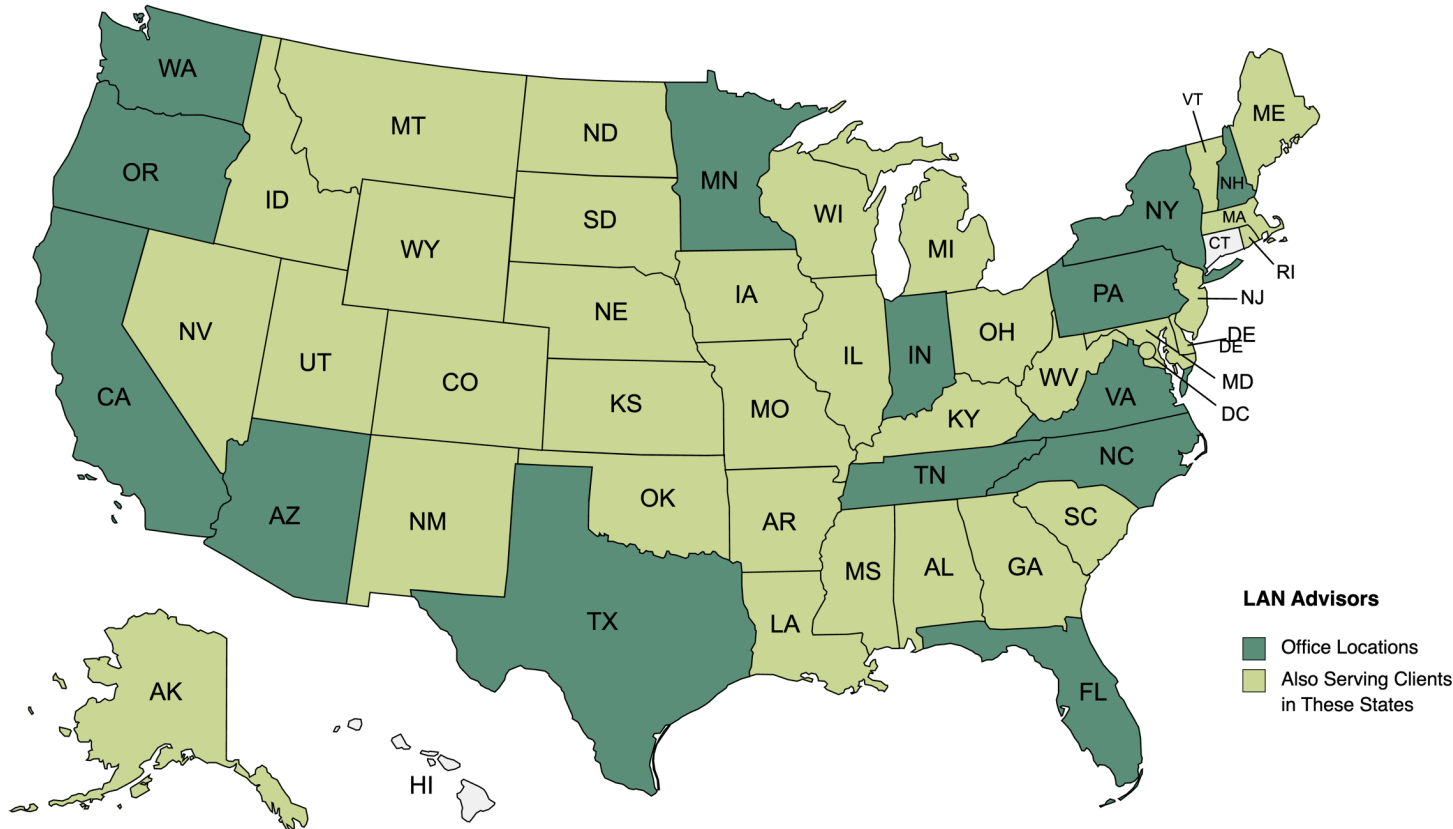 WA
MT
ND
MN
OR
ID
WY
SD
WI
MI
NY
VT
NH
ME
MA
CT
RI
NJ
PA
DE
DE
MD
DC
NV
UT
CO
NE
IA
IL
IN
OH
WV
VA
CA
KS
MO
KY
AZ
NM
OK
AR
TN
NC
SC
TX
LA
MS
AL
GA
FL
AK
HI
LAN Advisors
Office Locations
Also Serving Clients
in These States